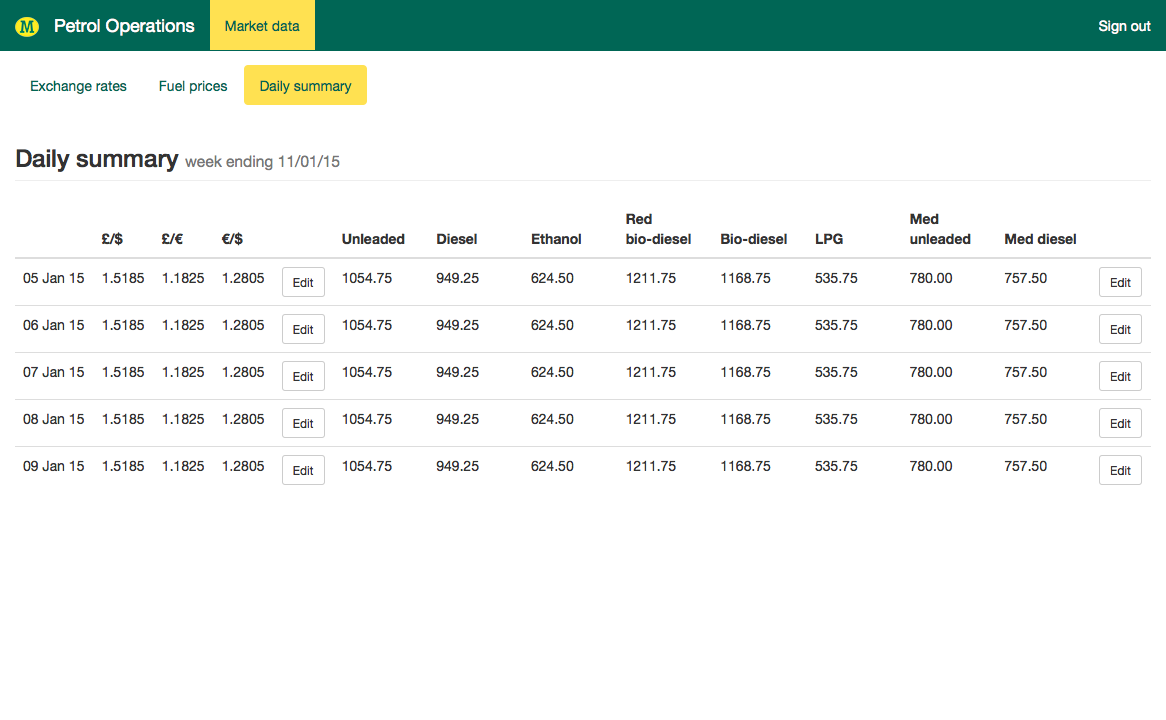 M Petrol Operations Market data Sign out
Exchange rates Fuel prices Daily summary
Daily summary week ending 11/01/15
£/$ £/€ €/$ Unleaded Diesel Ethanol Red bio-diesel Bio-diesel LPG Med unleaded Med diesel
05 Jan 15 1.5185 1.1825 1.2805 Edit 1054.75 949.25 624.50 1211.75 1168.75 535.75 780.00 757.50 Edit
06 Jan 15 1.5185 1.1825 1.2805 Edit 1054.75 949.25 624.50 1211.75 1168.75 535.75 780.00 757.50 Edit
07 Jan 15 1.5185 1.1825 1.2805 Edit 1054.75 949.25 624.50 1211.75 1168.75 535.75 780.00 757.50 Edit
08 Jan 15 1.5185 1.1825 1.2805 Edit 1054.75 949.25 624.50 1211.75 1168.75 535.75 780.00 757.50 Edit
09 Jan 15 1.5185 1.1825 1.2805 Edit 1054.75 949.25 624.50 1211.75 1168.75 535.75 780.00 757.50 Edit